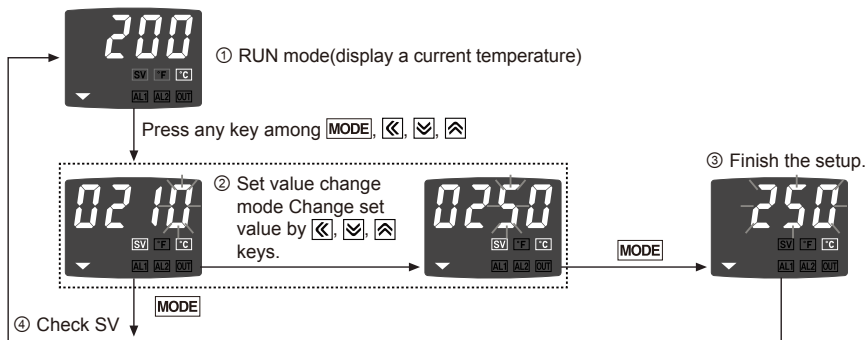 200
SV °F °C
AL1 AL2 OUT
① RUN mode(display a current temperature)
Press any key among MODE, «, ︾, ︽
0210
SV °F °C
AL1 AL2 OUT
② Set value change
mode Change set
value by «, ︾, ︽
keys.
0250
SV °F °C
AL1 AL2 OUT
MODE
③ Finish the setup.
250
SV °F °C
AL1 AL2 OUT
MODE
④ Check SV